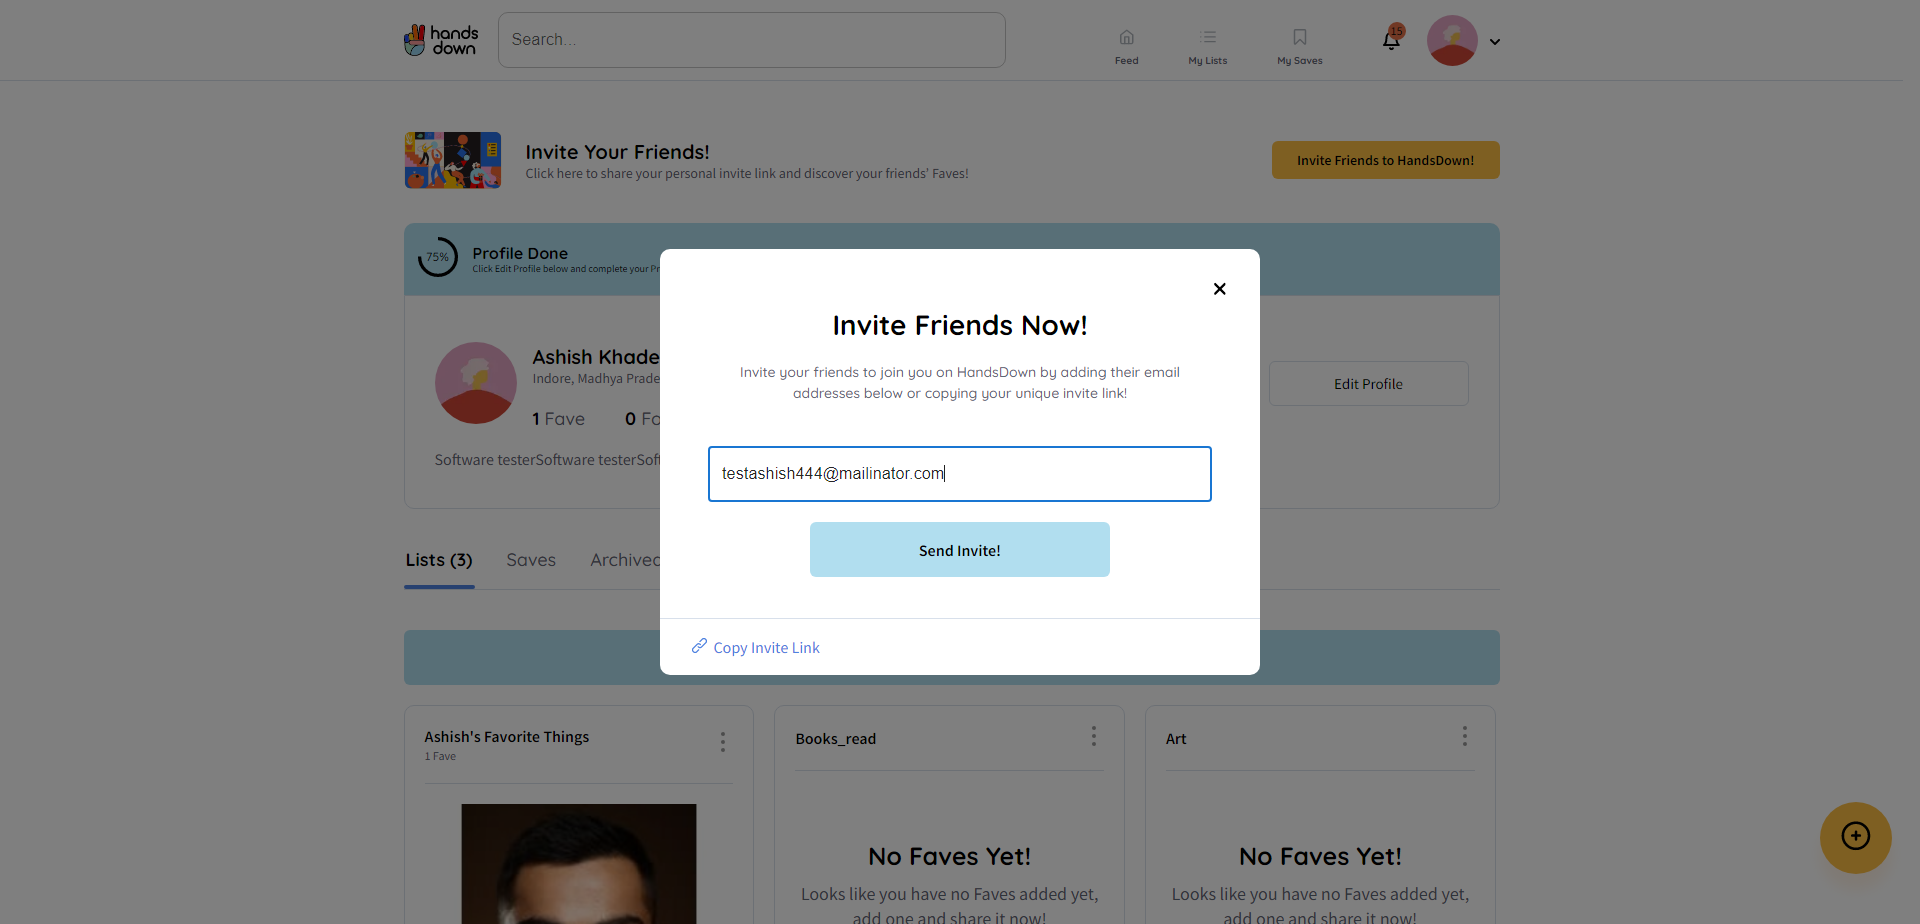 hands
down
Search...
Feed
My Lists
My Saves
15
Invite Your Friends!
Click here to share your personal invite link and discover your friends' Faves!
Invite Friends to HandsDown!
75%
Profile Done
Click Edit Profile below and complete your Pr
Ashish Khade
Indore, Madhya Prade
1 Fave
0 Fo
Software testerSoftware testerSoft
Edit Profile
Invite Friends Now!
Invite your friends to join you on HandsDown by adding their email
addresses below or copying your unique invite link!
testashish444@mailinator.com
Send Invite!
Copy Invite Link
Lists (3)
Saves
Archived
Ashish's Favorite Things
1 Fave
Books_read
No Faves Yet!
Looks like you have no Faves added yet,
add one and share it now!
Art
No Faves Yet!
Looks like you have no Faves added yet,
add one and share it now!